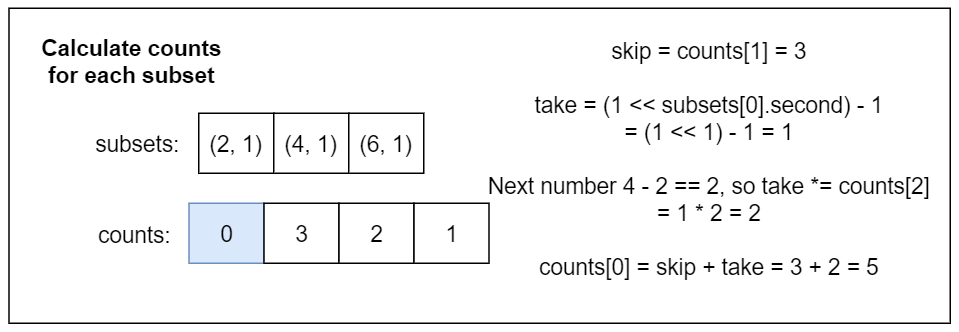 Calculate counts
for each subset
subsets: (2, 1) (4, 1) (6, 1)
counts: 0 3 2 1
skip = counts[1] = 3
take = (1 << subsets[0].second) - 1
= (1 << 1) - 1 = 1
Next number 4 - 2 == 2, so take *= counts[2]
= 1 * 2 = 2
counts[0] = skip + take = 3 + 2 = 5